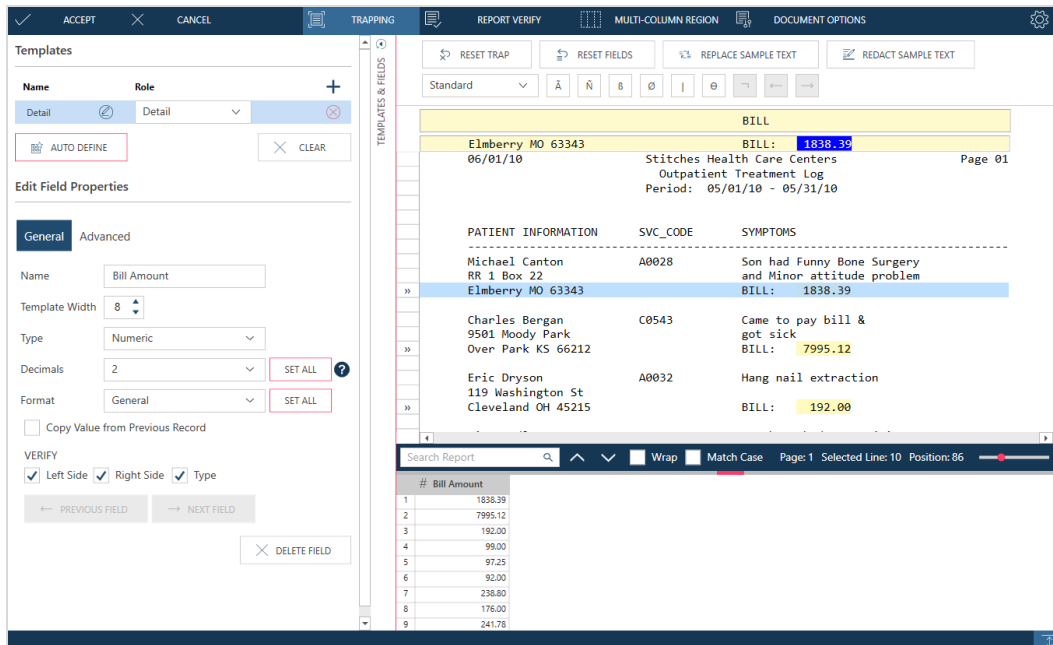 ACCEPT CANCEL TRAPPING REPORT VERIFY MULTI-COLUMN REGION DOCUMENT OPTIONS
Templates
Name Role
Detail Detail
AUTO DEFINE CLEAR
Edit Field Properties
General Advanced
Name Bill Amount
Template Width 8
Type Numeric
Decimals 2 SET ALL ?
Format General SET ALL
Copy Value from Previous Record
VERIFY
Left Side Right Side Type
← PREVIOUS FIELD → NEXT FIELD
DELETE FIELD
TEMPLATES & FIELDS
RESET TRAP RESET FIELDS REPLACE SAMPLE TEXT REDACT SAMPLE TEXT
Standard Ã Ñ ß Ø | ¬ ← →
BILL
Elmberry MO 63343 BILL: 1838.39
06/01/10 Stitches Health Care Centers Page 01
Outpatient Treatment Log
Period: 05/01/10 - 05/31/10
PATIENT INFORMATION SVC_CODE SYMPTOMS
Michael Canton A0028 Son had Funny Bone Surgery
RR 1 Box 22 and Minor attitude problem
» Elmberry MO 63343 BILL: 1838.39
Charles Bergan C0543 Came to pay bill &
9501 Moody Park got sick
» Over Park KS 66212 BILL: 7995.12
Eric Dryson A0032 Hang nail extraction
119 Washington St
» Cleveland OH 45215 BILL: 192.00
Search Report Wrap Match Case Page: 1 Selected Line: 10 Position: 86
# Bill Amount
1 1838.39
2 7995.12
3 192.00
4 99.00
5 97.25
6 92.00
7 238.80
8 176.00
9 241.78